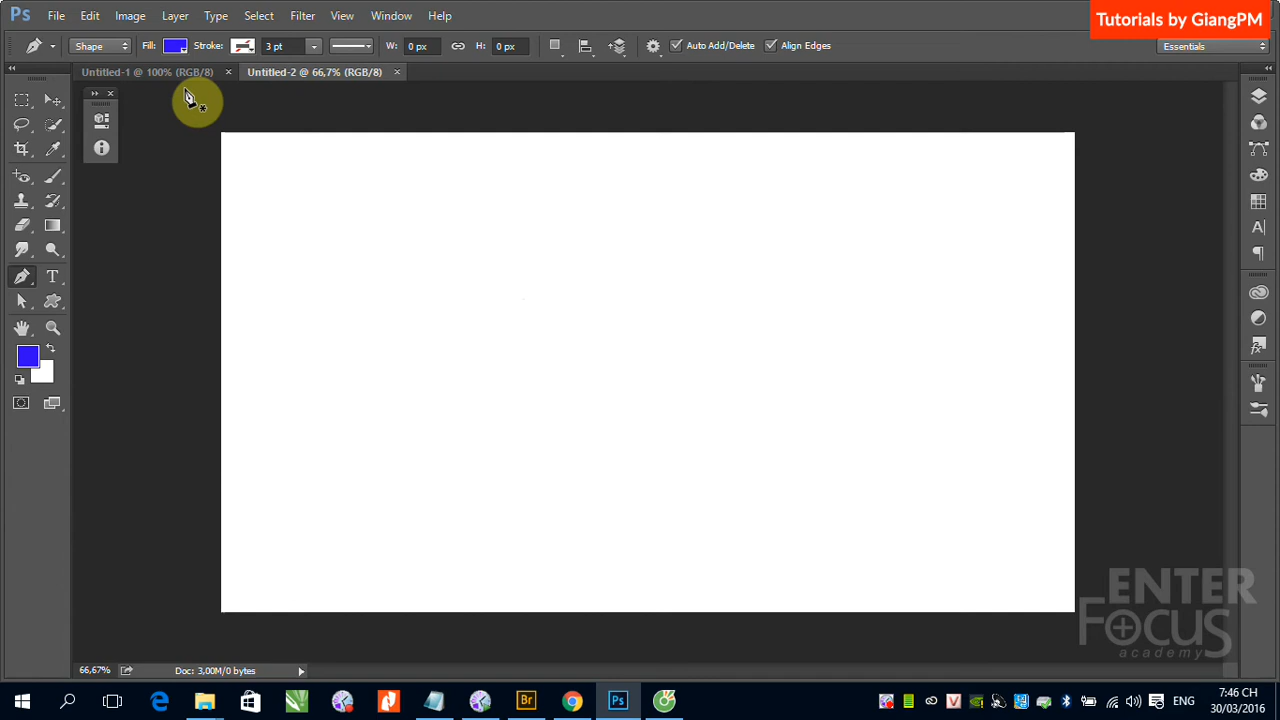 Ps File Edit Image Layer Type Select Filter View Window Help
Tutorials by GiangPM
Shape Fill: Stroke: 3 pt W: 0 px H: 0 px Auto Add/Delete Align Edges Essentials
Untitled-1 @ 100% (RGB/8) × Untitled-2 @ 66,7% (RGB/8) ×
ENTER
FOCUS
academy
66,67% Doc: 3,00M/0 bytes
Br Ps ENG
7:46 CH
30/03/2016